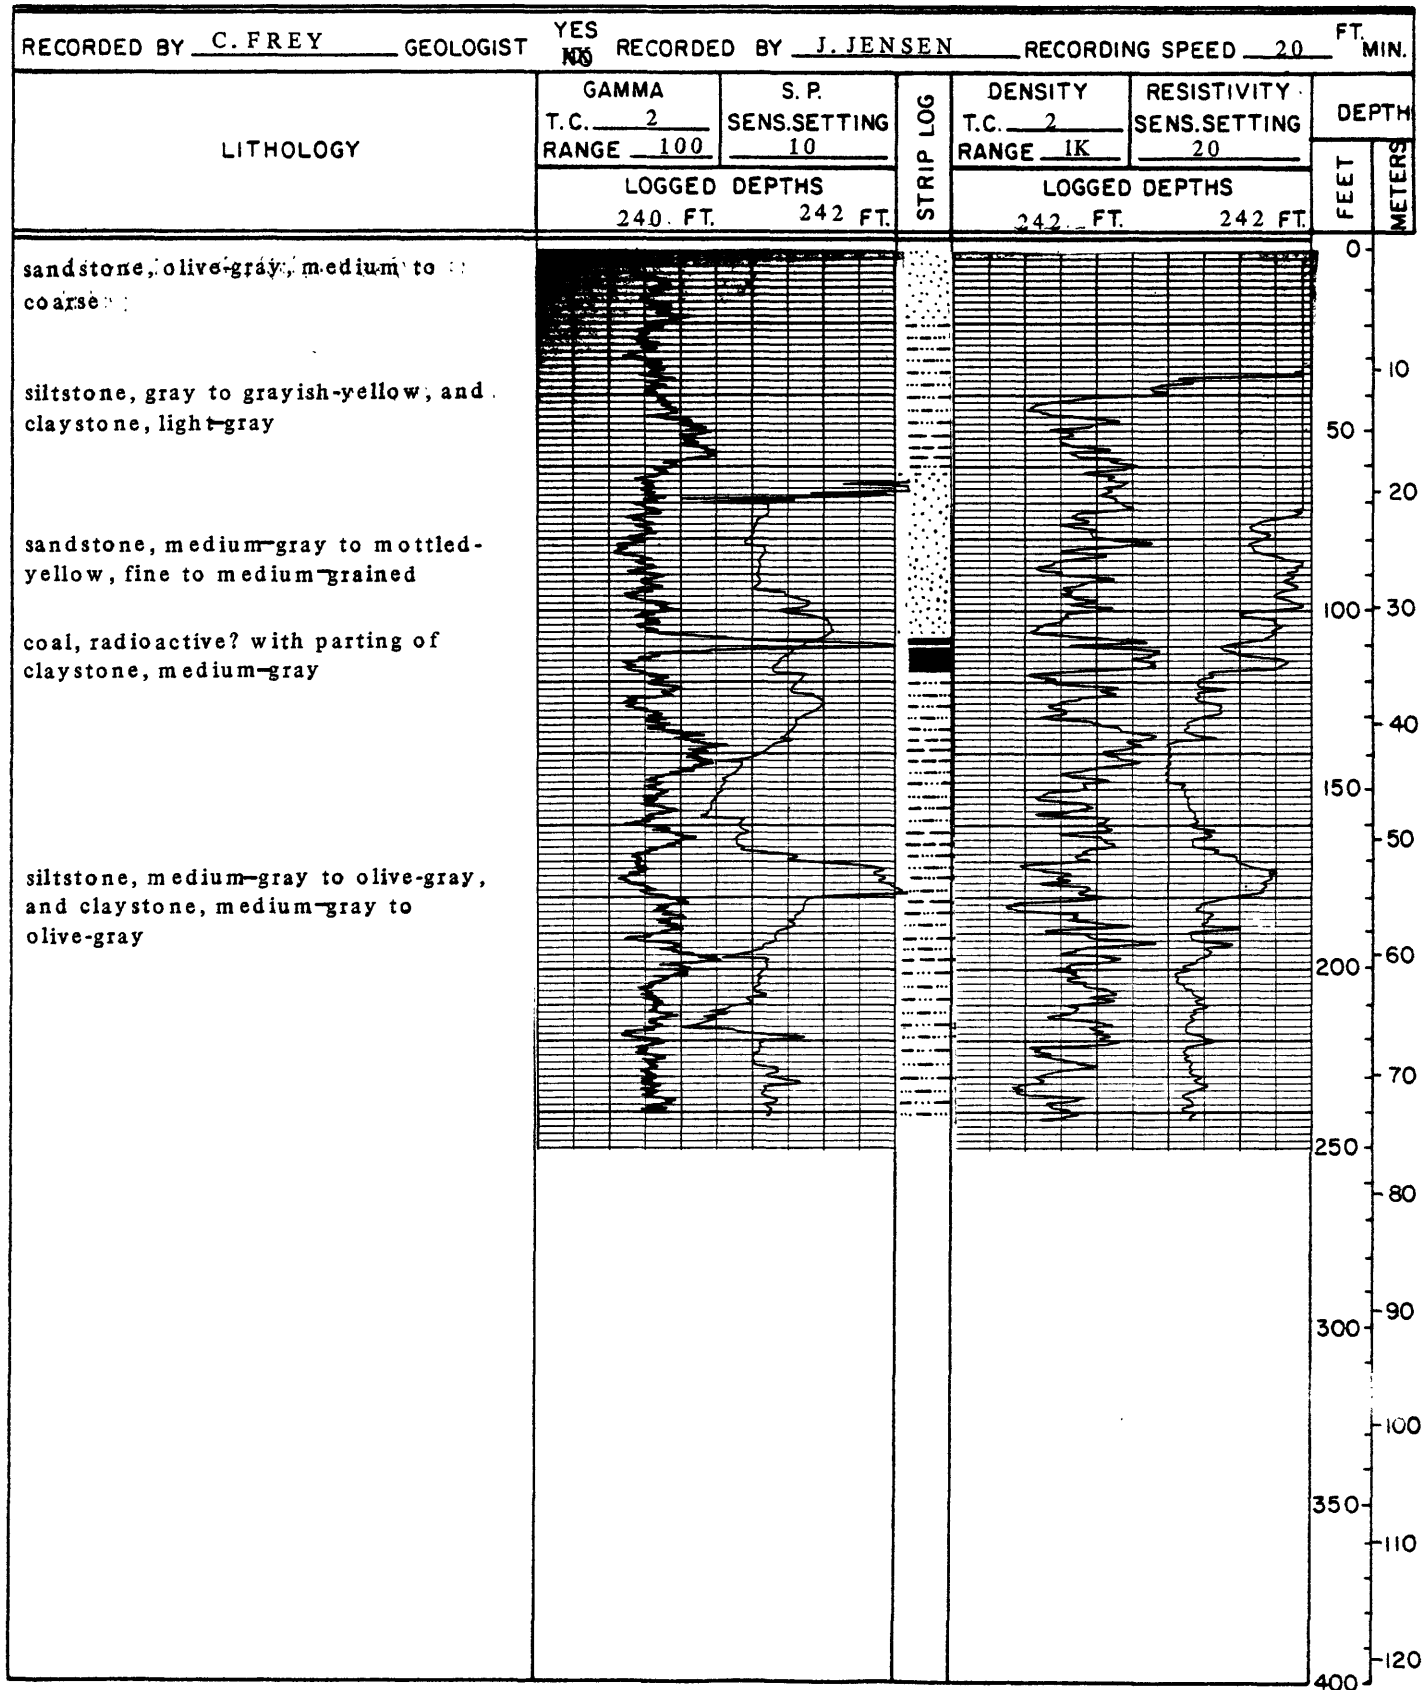 RECORDED BY C. FREY GEOLOGIST YES NO RECORDED BY J. JENSEN RECORDING SPEED 20 FT. MIN.
LITHOLOGY
GAMMA
T.C. 2
RANGE 100
S. P.
SENS.SETTING
10
LOGGED DEPTHS
240. FT. 242 FT.
STRIP LOG
DENSITY
T.C. 2
RANGE 1K
RESISTIVITY
SENS.SETTING
20
LOGGED DEPTHS
242 FT. 242 FT.
DEPTH
FEET
METERS
sandstone, olive-gray, medium to
coarse
siltstone, gray to grayish-yellow, and
claystone, light-gray
sandstone, medium-gray to mottled-
yellow, fine to medium-grained
coal, radioactive? with parting of
claystone, medium-gray
siltstone, medium-gray to olive-gray,
and claystone, medium-gray to
olive-gray
0
10
50
20
100 30
40
150
50
60
200
70
250
80
90
300
100
350
110
120
400